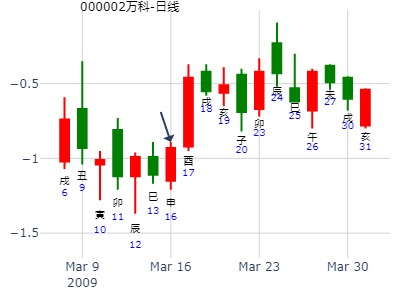 000002万科-日线
−0.5
−1
−1.5
戌
6
丑
9
寅
10
卯
11
辰
12
巳
13
申
16
酉
17
戌
18
亥
19
子
20
卯
23
辰
24
巳
25
午
26
未
27
戌
30
亥
31
Mar 9
2009
Mar 16
Mar 23
Mar 30